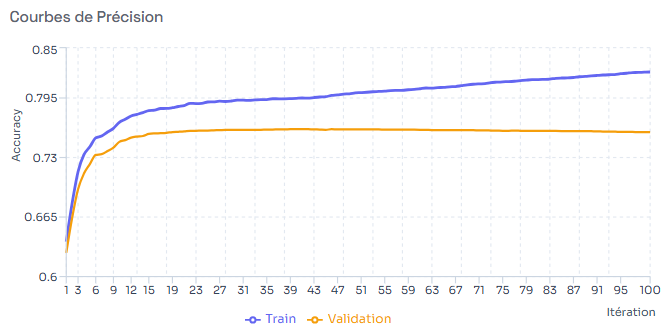 Courbes de Précision
0.85
0.795
0.73
0.665
0.6
Accuracy
1 3 6 9 12 15 19 23 27 31 35 39 43 47 51 55 59 63 67 71 75 79 83 87 91 95 100
Itération
Train Validation